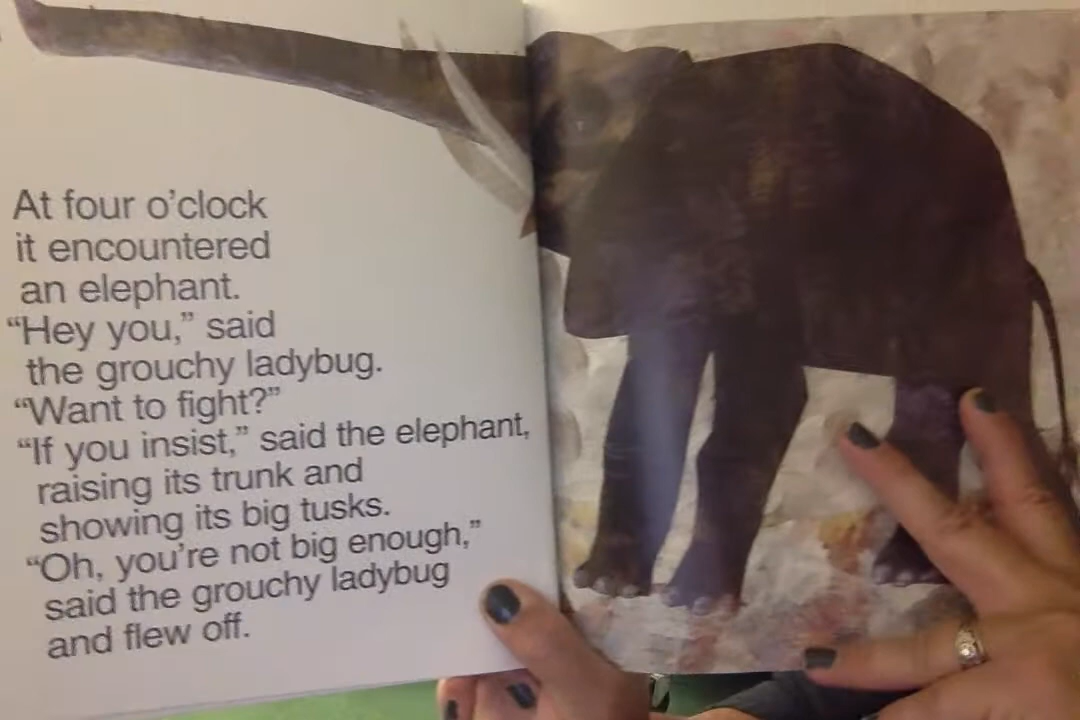 At four o’clock
it encountered
an elephant.
“Hey you,” said
the grouchy ladybug.
“Want to fight?”
“If you insist,” said the elephant,
raising its trunk and
showing its big tusks.
“Oh, you’re not big enough,”
said the grouchy ladybug
and flew off.